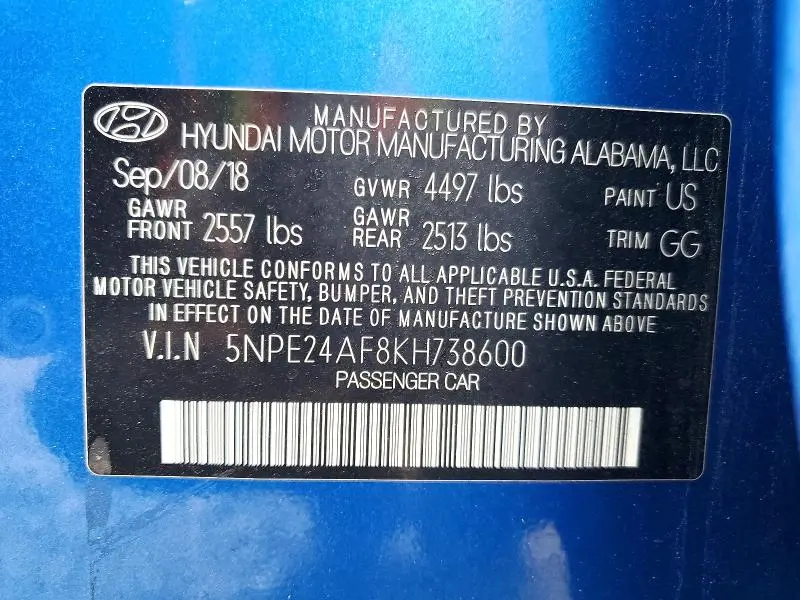 MANUFACTURED BY
HYUNDAI MOTOR MANUFACTURING ALABAMA, LLC
Sep/08/18 GVWR 4497 lbs PAINT US
GAWR FRONT 2557 lbs GAWR REAR 2513 lbs TRIM GG
THIS VEHICLE CONFORMS TO ALL APPLICABLE U.S.A. FEDERAL
MOTOR VEHICLE SAFETY, BUMPER, AND THEFT PREVENTION STANDARDS
IN EFFECT ON THE DATE OF MANUFACTURE SHOWN ABOVE
V.I.N 5NPE24AF8KH738600
PASSENGER CAR